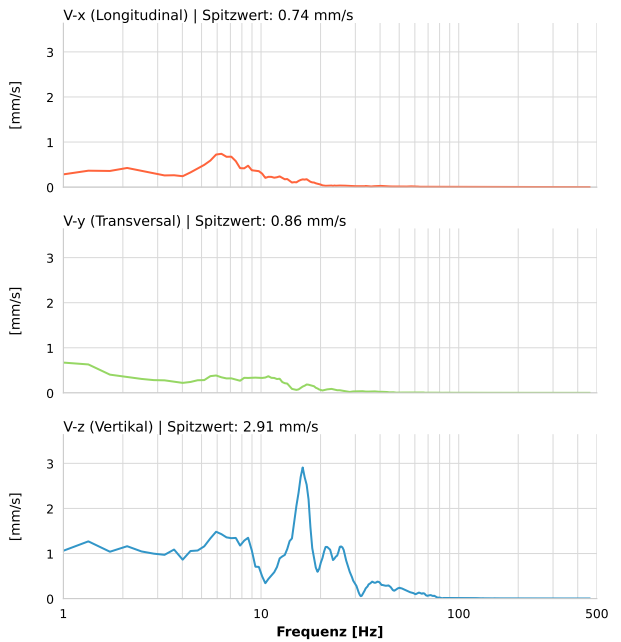 V-x (Longitudinal) | Spitzwert: 0.74 mm/s
3
2
1
0
[mm/s]
V-y (Transversal) | Spitzwert: 0.86 mm/s
3
2
1
0
[mm/s]
V-z (Vertikal) | Spitzwert: 2.91 mm/s
3
2
1
0
[mm/s]
1 10 100 500
Frequenz [Hz]